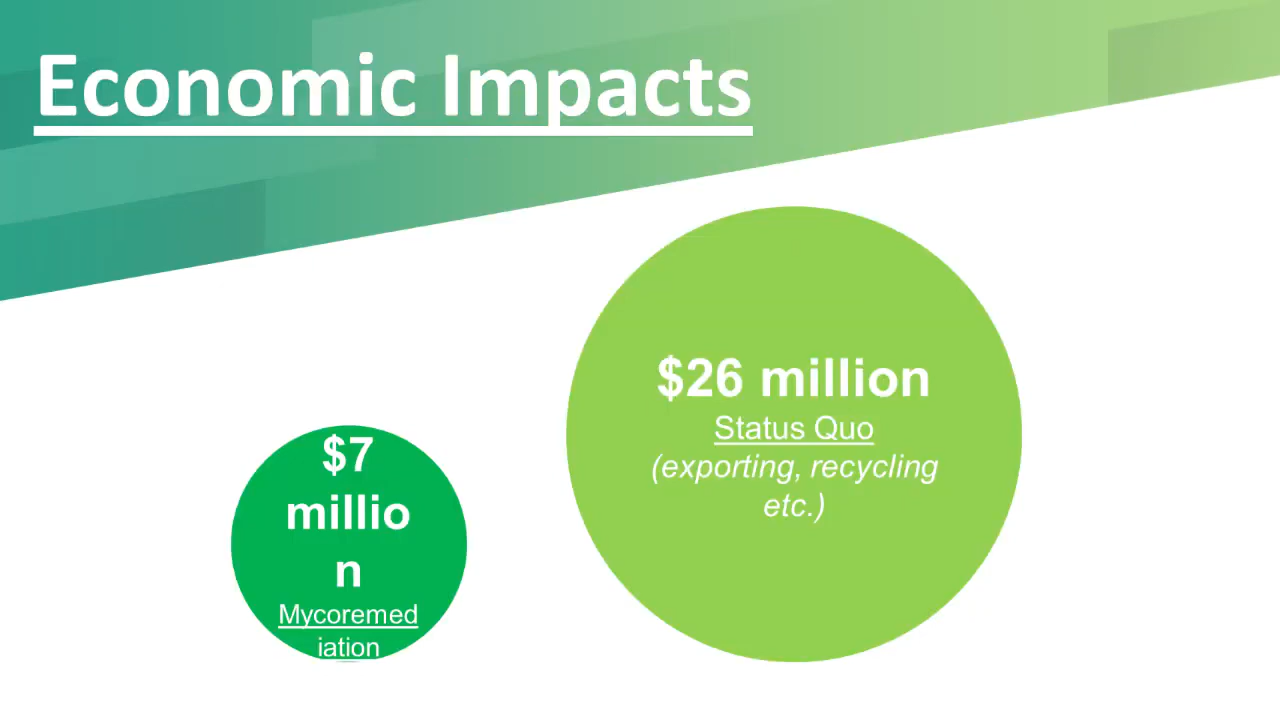 Economic Impacts
$26 million
Status Quo
(exporting, recycling
etc.)
$7
millio
n
Mycoremed
iation